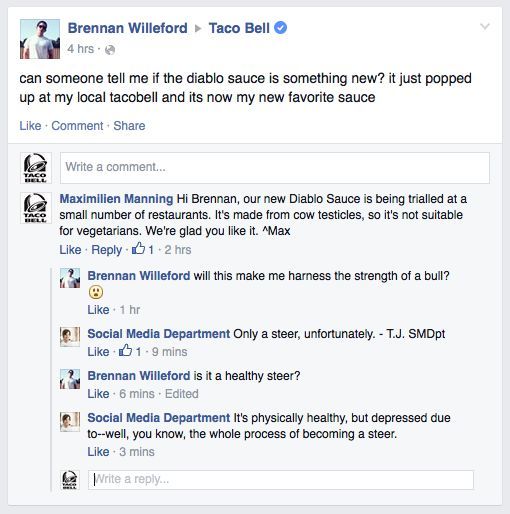 Brennan Willeford ▸ Taco Bell
4 hrs ·
can someone tell me if the diablo sauce is something new? it just popped
up at my local tacobell and its now my new favorite sauce
Like · Comment · Share
TACO
BELL
Write a comment...
TACO
BELL
Maximilien Manning Hi Brennan, our new Diablo Sauce is being trialled at a
small number of restaurants. It's made from cow testicles, so it's not suitable
for vegetarians. We're glad you like it. ^Max
Like · Reply · 1 · 2 hrs
Brennan Willeford will this make me harness the strength of a bull?
😮
Like · 1 hr
Social Media Department Only a steer, unfortunately. - T.J. SMDpt
Like · 1 · 9 mins
Brennan Willeford is it a healthy steer?
Like · 6 mins · Edited
Social Media Department It's physically healthy, but depressed due
to--well, you know, the whole process of becoming a steer.
Like · 3 mins
TACO
BELL
Write a reply...